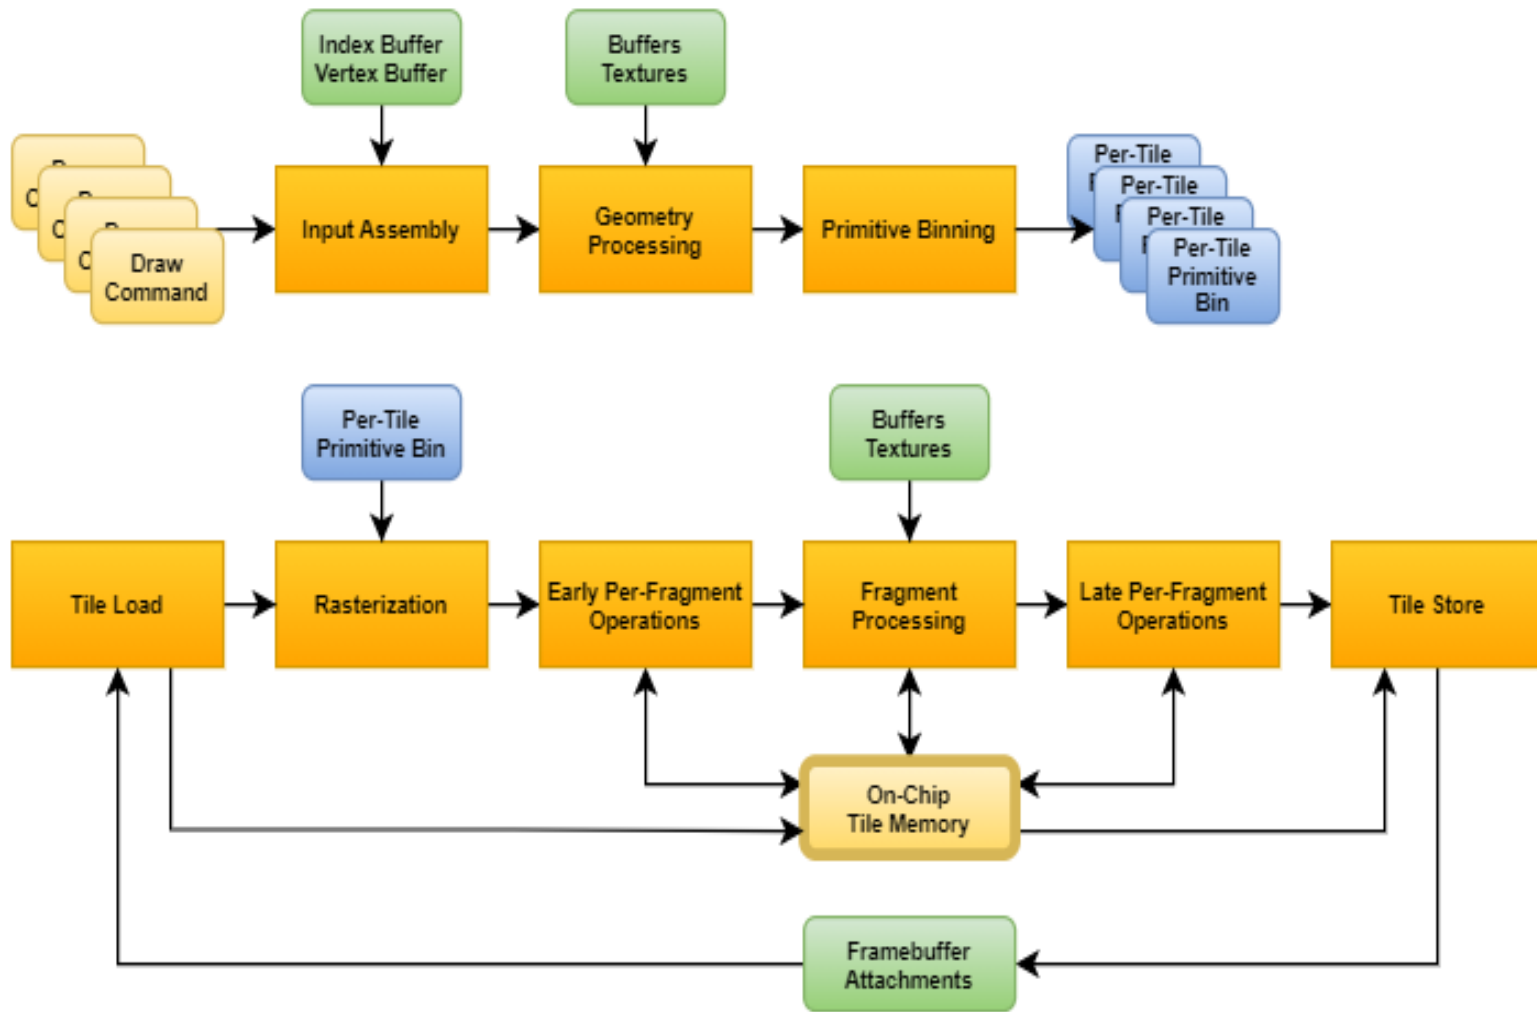 Index Buffer
Vertex Buffer
Buffers
Textures
Draw
Command
Input Assembly
Geometry
Processing
Primitive Binning
Per-Tile
Per-Tile
Per-Tile
Per-Tile
Primitive
Bin
Per-Tile
Primitive Bin
Buffers
Textures
Tile Load
Rasterization
Early Per-Fragment
Operations
Fragment
Processing
Late Per-Fragment
Operations
Tile Store
On-Chip
Tile Memory
Framebuffer
Attachments